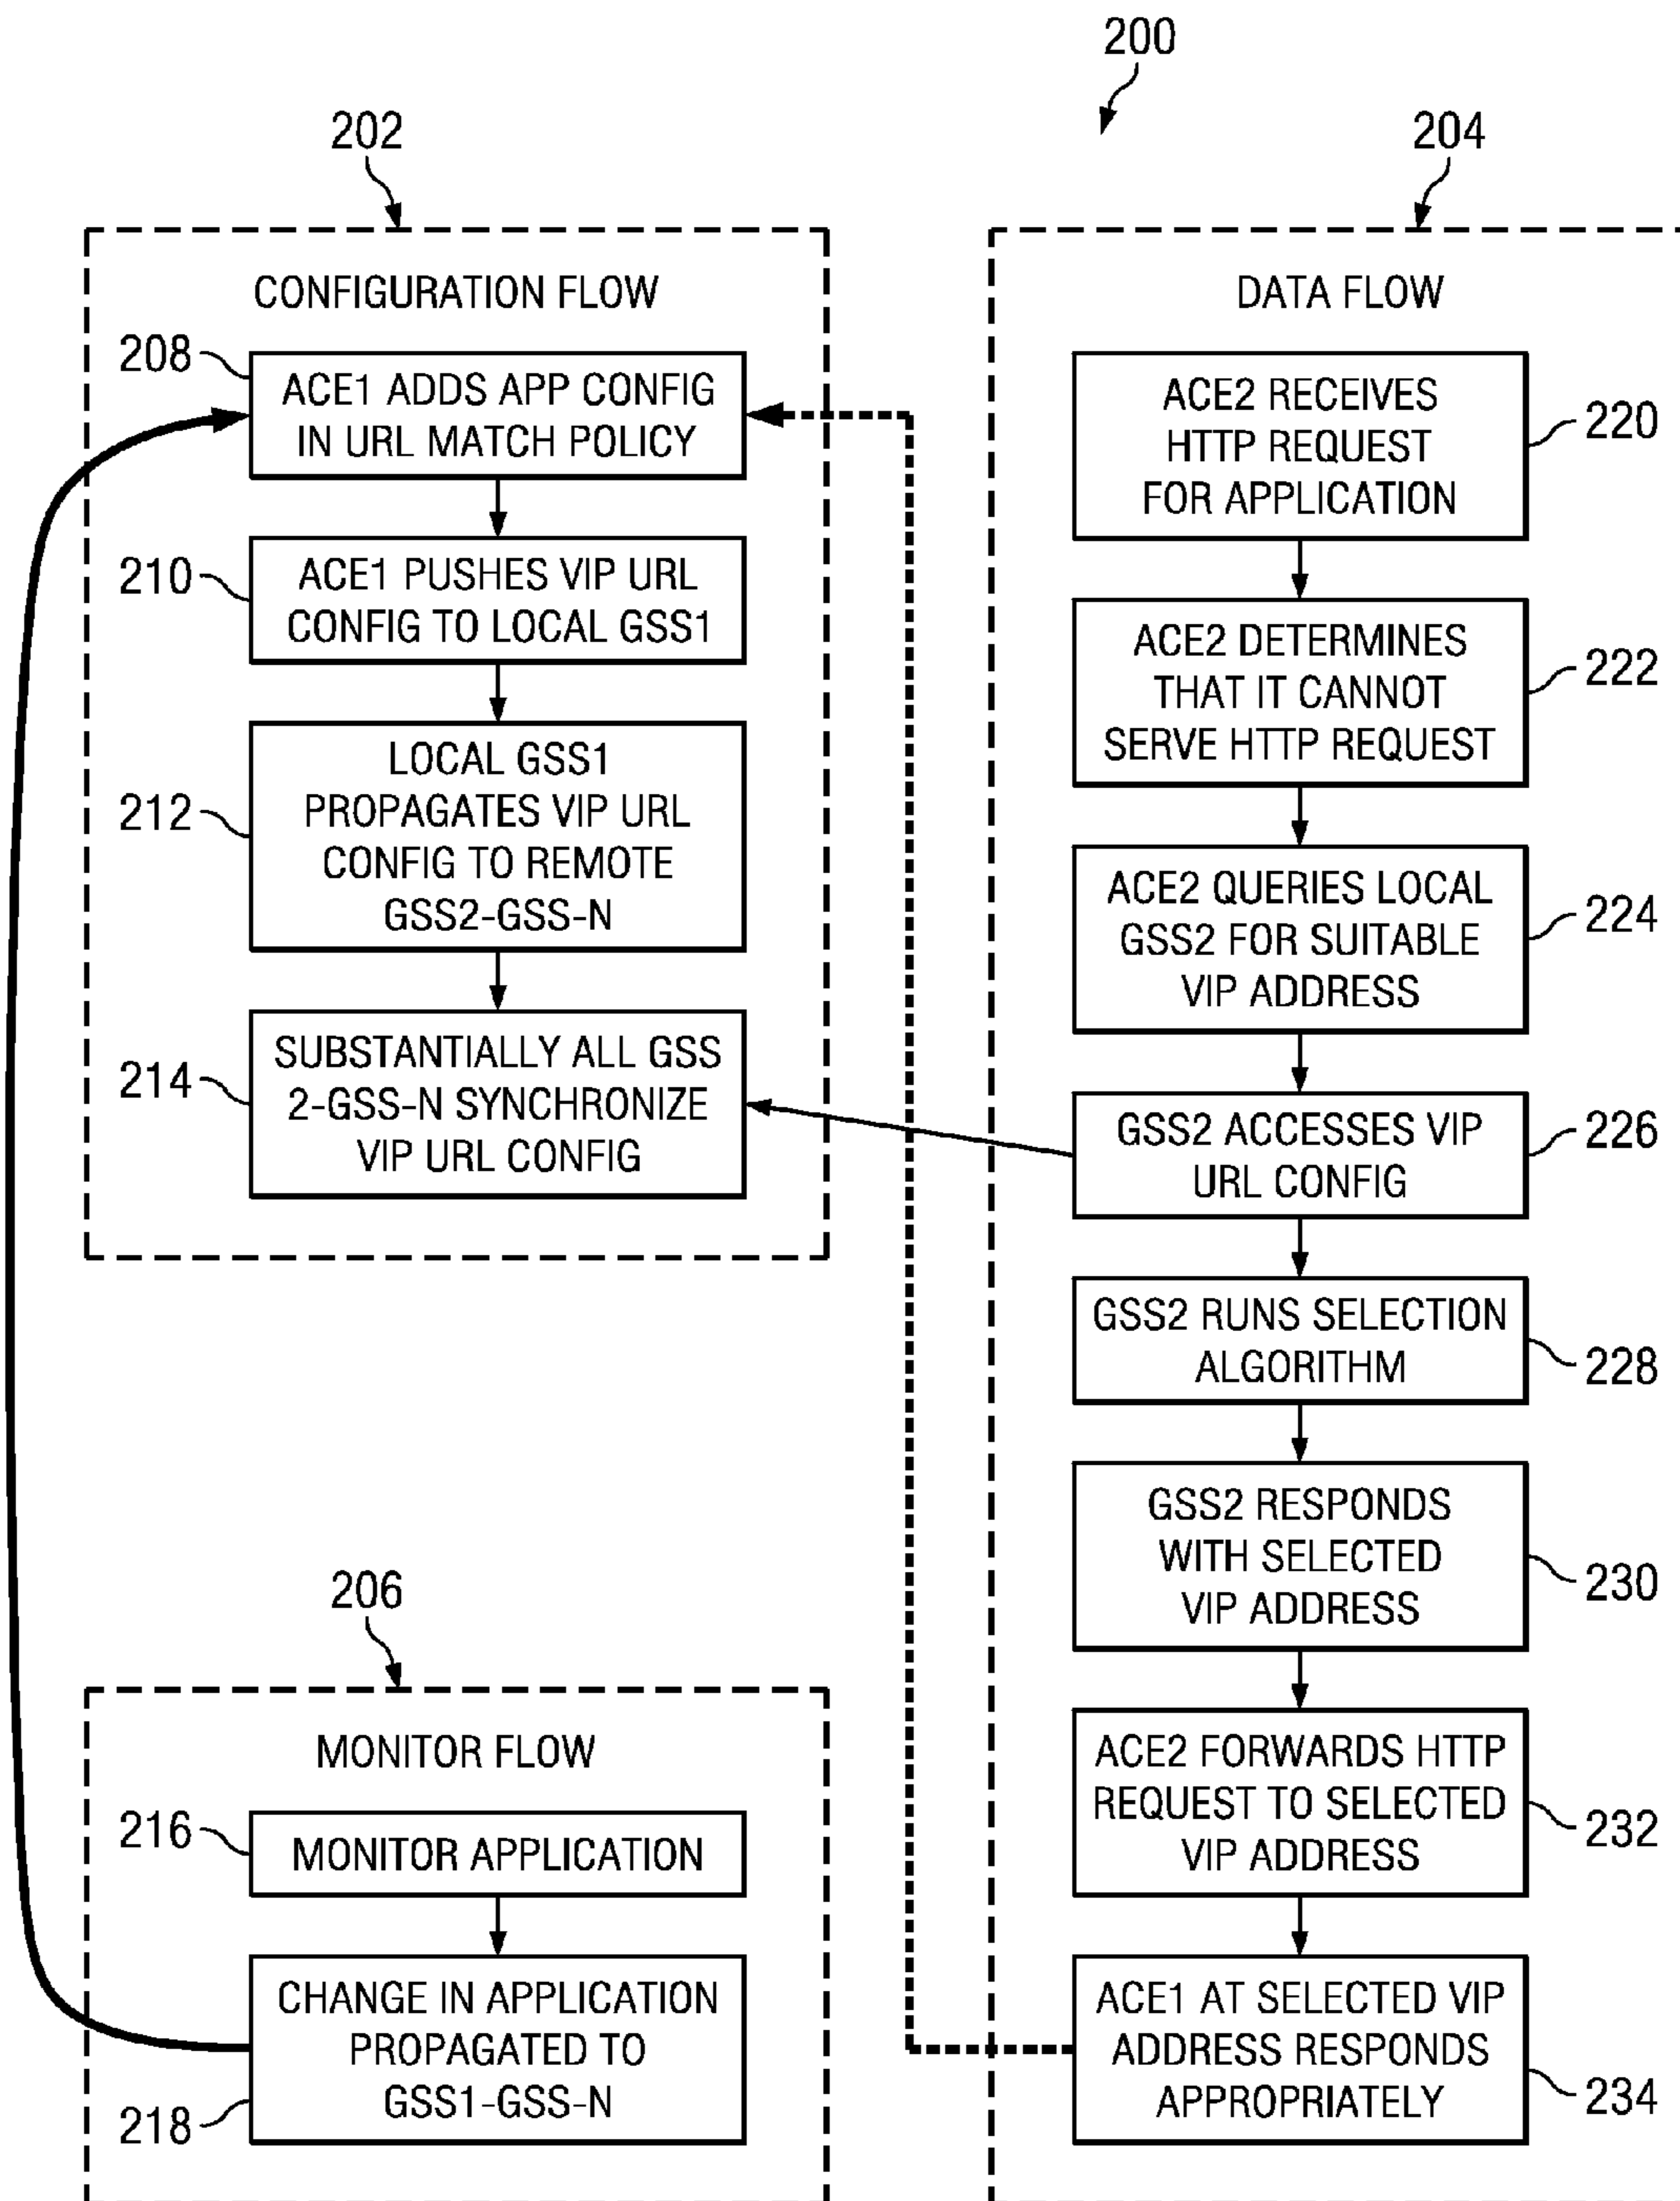 200
202
204
CONFIGURATION FLOW
208
ACE1 ADDS APP CONFIG
IN URL MATCH POLICY
210
ACE1 PUSHES VIP URL
CONFIG TO LOCAL GSS1
212
LOCAL GSS1
PROPAGATES VIP URL
CONFIG TO REMOTE
GSS2-GSS-N
214
SUBSTANTIALLY ALL GSS
2-GSS-N SYNCHRONIZE
VIP URL CONFIG
206
MONITOR FLOW
216
MONITOR APPLICATION
CHANGE IN APPLICATION
PROPAGATED TO
GSS1-GSS-N
218
DATA FLOW
ACE2 RECEIVES
HTTP REQUEST
FOR APPLICATION
220
ACE2 DETERMINES
THAT IT CANNOT
SERVE HTTP REQUEST
222
ACE2 QUERIES LOCAL
GSS2 FOR SUITABLE
VIP ADDRESS
224
GSS2 ACCESSES VIP
URL CONFIG
226
GSS2 RUNS SELECTION
ALGORITHM
228
GSS2 RESPONDS
WITH SELECTED
VIP ADDRESS
230
ACE2 FORWARDS HTTP
REQUEST TO SELECTED
VIP ADDRESS
232
ACE1 AT SELECTED VIP
ADDRESS RESPONDS
APPROPRIATELY
234